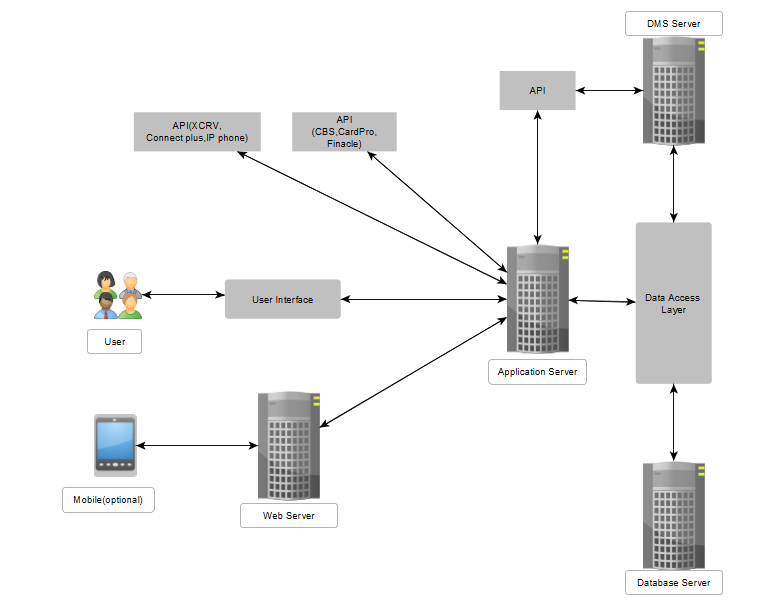 DMS Server
API
API(XCRV,
Connect plus,IP phone)
API
(CBS,CardPro,
Finacle)
User Interface
Data Access
Layer
User
Application Server
Mobile(optional)
Web Server
Database Server